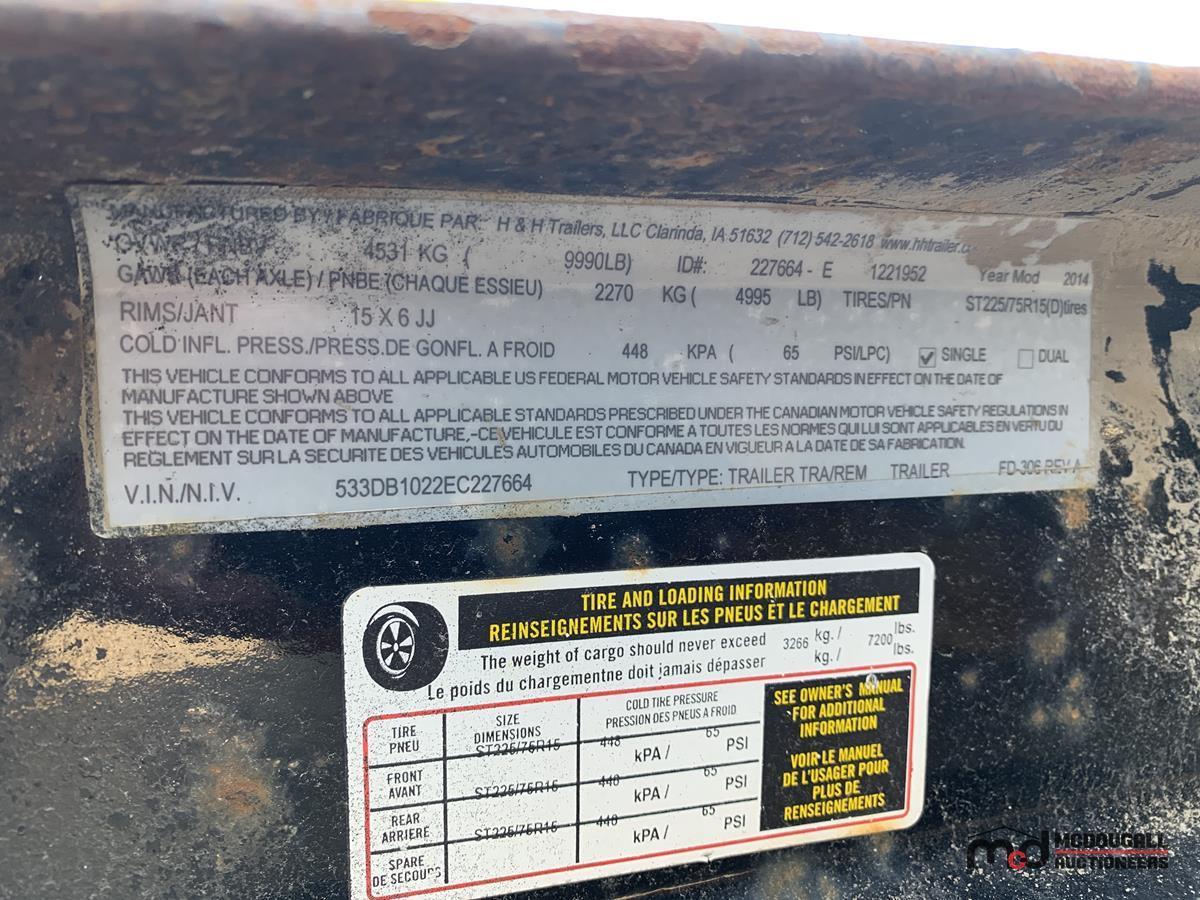 MANUFACTURED BY / FABRIQUE PAR: H & H Trailers, LLC Clarinda, IA 51632 (712) 542-2618 www.hhtrailer.c
4531 KG ( 9990LB) ID#: 227664 - E 1221952 Year Mod 2014
GAWR (EACH AXLE) / PNBE (CHAQUE ESSIEU) 2270 KG ( 4995 LB) TIRES/PN ST225/75R15(D)tires
RIMS/JANT 15 X 6 JJ
COLD INFL. PRESS./PRESS.DE GONFL. A FROID 448 KPA ( 65 PSI/LPC) SINGLE DUAL
THIS VEHICLE CONFORMS TO ALL APPLICABLE US FEDERAL MOTOR VEHICLE SAFETY STANDARDS IN EFFECT ON THE DATE OF
MANUFACTURE SHOWN ABOVE
THIS VEHICLE CONFORMS TO ALL APPLICABLE STANDARDS PRESCRIBED UNDER THE CANADIAN MOTOR VEHICLE SAFETY REGULATIONS IN
EFFECT ON THE DATE OF MANUFACTURE,-CE VEHICULE EST CONFORME A TOUTES LES NORMES QUI LUI SONT APPLICABLES EN VERTU DU
REGLEMENT SUR LA SECURITE DES VEHICULES AUTOMOBILES DU CANADA EN VIGUEUR A LA DATE DE SA FABRICATION.
V.I.N./N.I.V. 533DB1022EC227664 TYPE/TYPE: TRAILER TRA/REM TRAILER FD-306 REV A
TIRE AND LOADING INFORMATION
REINSEIGNEMENTS SUR LES PNEUS ET LE CHARGEMENT
The weight of cargo should never exceed 3266 kg. / 7200 lbs.
Le poids du chargementne doit jamais dépasser kg. / lbs.
TIRE
PNEU
SIZE
DIMENSIONS
COLD TIRE PRESSURE
PRESSION DES PNEUS A FROID
FRONT
AVANT
ST225/75R15 448 kPA / 65 PSI
REAR
ARRIERE
ST225/75R15 448 kPA / 65 PSI
SPARE
DE SECOURS
ST225/75R15 448 kPA / 65 PSI
SEE OWNER'S MANUAL
FOR ADDITIONAL
INFORMATION
VOIR LE MANUEL
DE L'USAGER POUR
PLUS DE
RENSEIGNEMENTS
mcd MCDOUGALL
AUCTIONEERS